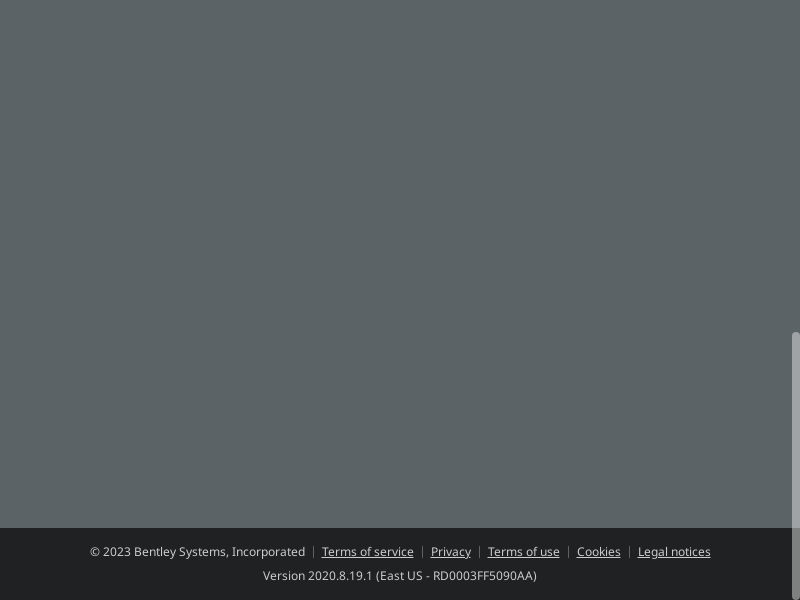 © 2023 Bentley Systems, Incorporated | Terms of service | Privacy | Terms of use | Cookies | Legal notices
Version 2020.8.19.1 (East US - RD0003FF5090AA)